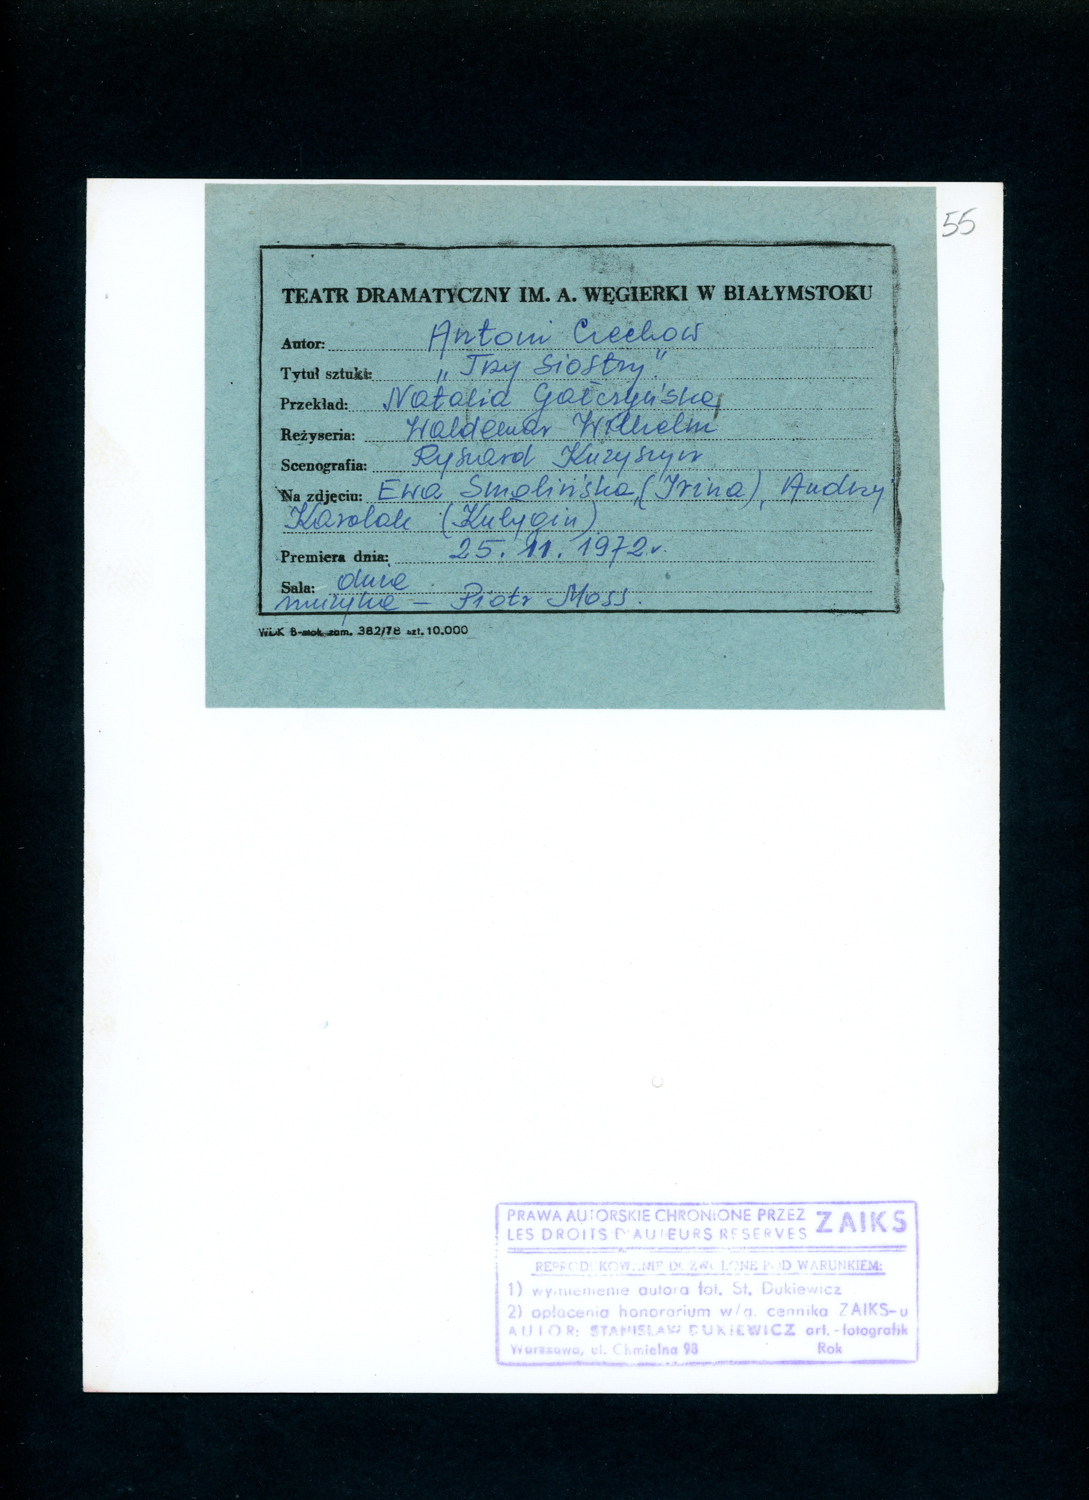 55
TEATR DRAMATYCZNY IM. A. WĘGIERKI W BIAŁYMSTOKU
Autor: Antoni Czechow
Tytuł sztuki: „Trzy Siostry"
Przekład: Natalia Gałczyńska
Reżyseria: Waldemar Wilhelm
Scenografia: Ryszard Kuzyszyn
Na zdjęciu: Ewa Smolińska (Irina), Andrzej
Karolak (Kułygin)
Premiera dnia: 25. 11. 1972 r.
Sala: duża
muzyka – Piotr Moss.
WDK B-stok zam. 382/78 szt. 10.000
PRAWA AUTORSKIE CHRONIONE PRZEZ ZAIKS
LES DROITS D'AUTEURS RESERVES
REPRODUKOWANIE DOZWOLONE POD WARUNKIEM:
1) wymienienie autora fot. St. Dukiewicz
2) opłacenia honorarium w/g. cennika ZAIKS-u
AUTOR: STANISŁAW DUKIEWICZ art.-fotografik
Warszawa, ul. Chmielna 98 Rok